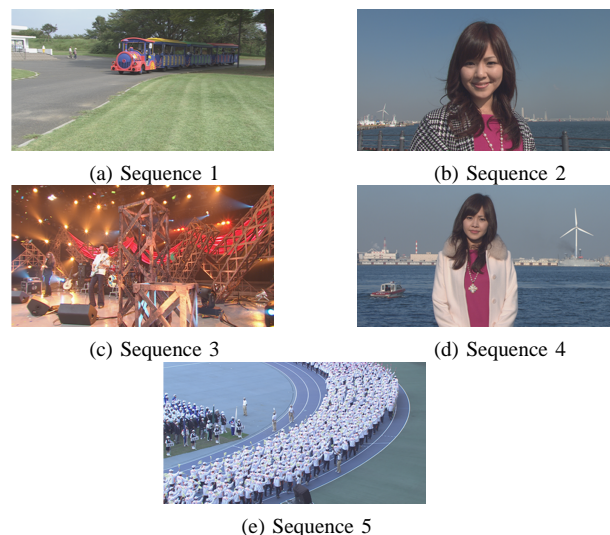 (a) Sequence 1
(b) Sequence 2
(c) Sequence 3
(d) Sequence 4
(e) Sequence 5